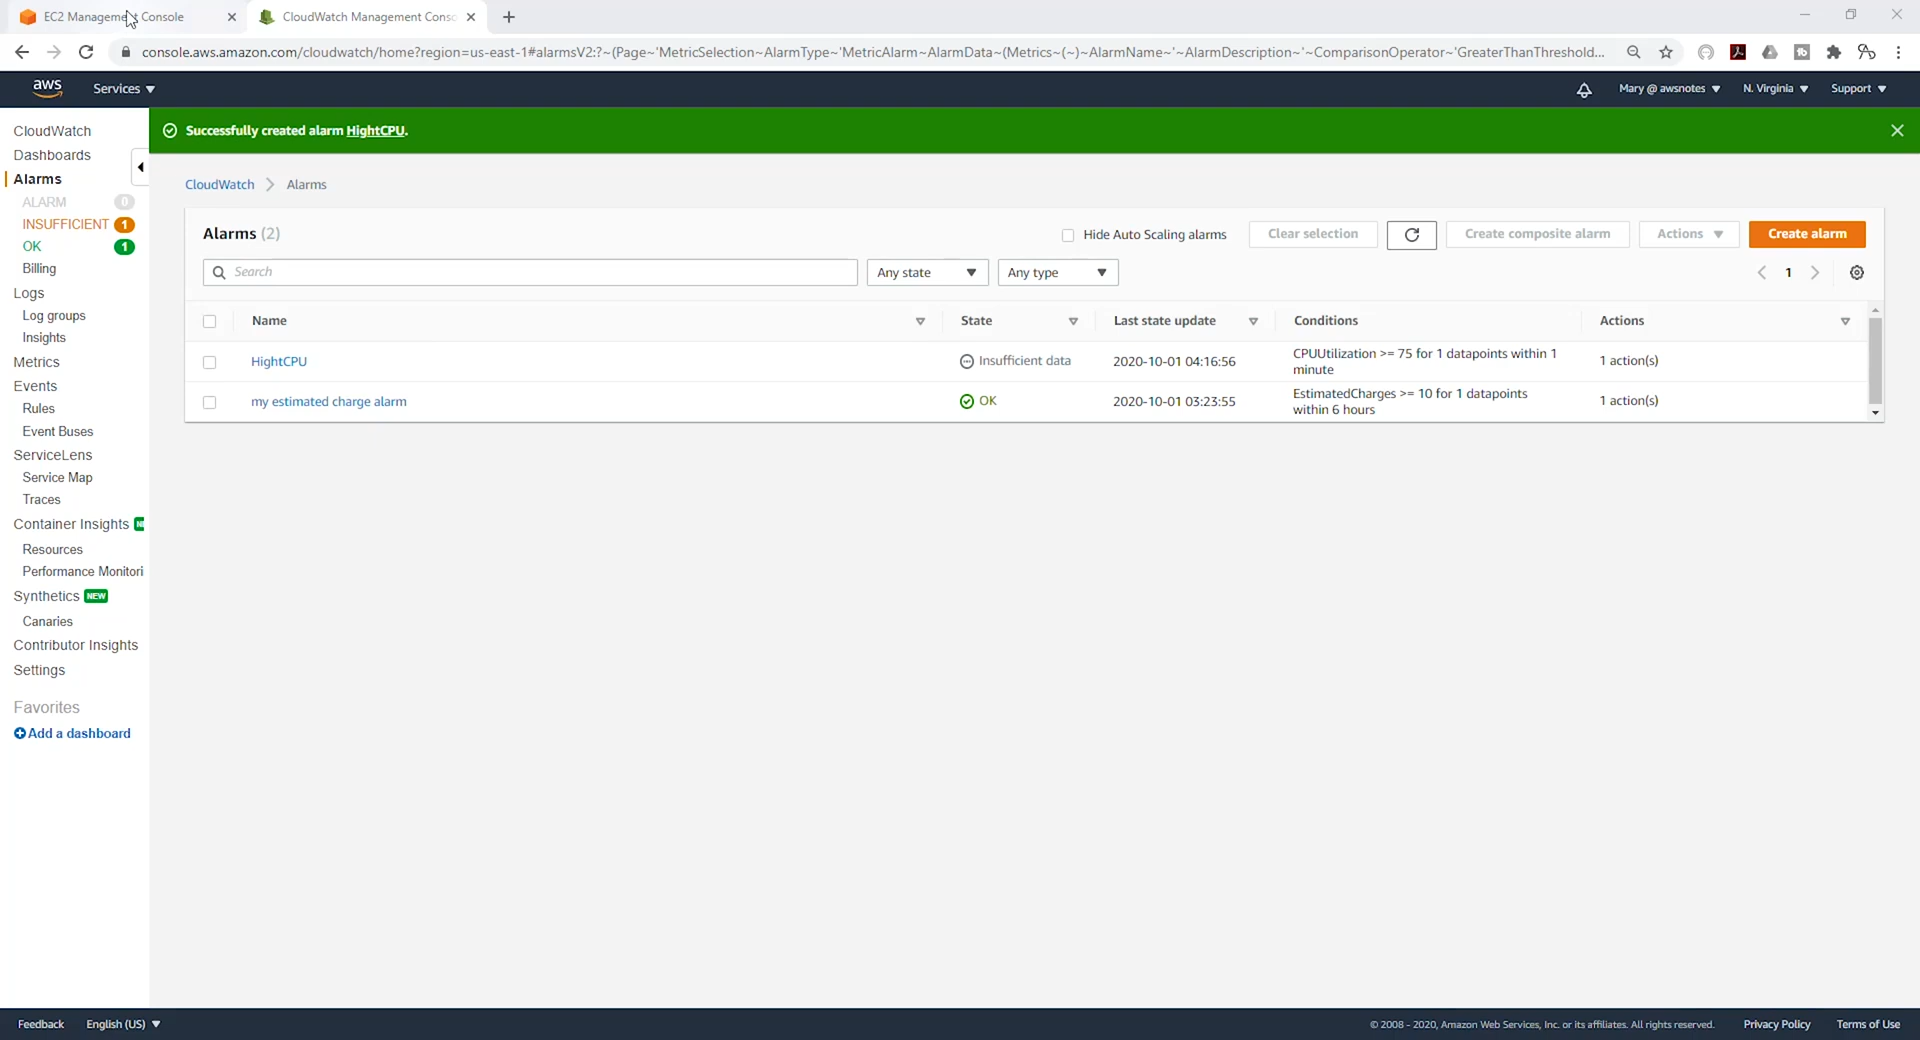 EC2 Management Console
CloudWatch Management Conso
console.aws.amazon.com/cloudwatch/home?region=us-east-1#alarmsV2:?~(Page~'MetricSelection~AlarmType~'MetricAlarm~AlarmData~(Metrics~(~)~AlarmName~'~AlarmDescription~'~ComparisonOperator~'GreaterThanThreshold...
aws
Services
Mary @ awsnotes
N. Virginia
Support
CloudWatch
Dashboards
Alarms
ALARM 0
INSUFFICIENT 1
OK 1
Billing
Logs
Log groups
Insights
Metrics
Events
Rules
Event Buses
ServiceLens
Service Map
Traces
Container Insights
Resources
Performance Monitori
Synthetics NEW
Canaries
Contributor Insights
Settings
Favorites
Add a dashboard
Successfully created alarm HightCPU.
CloudWatch Alarms
Alarms (2)
Hide Auto Scaling alarms
Clear selection
Create composite alarm
Actions
Create alarm
Search
Any state
Any type
1
Name State Last state update Conditions Actions
HightCPU Insufficient data 2020-10-01 04:16:56 CPUUtilization >= 75 for 1 datapoints within 1
minute
1 action(s)
my estimated charge alarm OK 2020-10-01 03:23:55 EstimatedCharges >= 10 for 1 datapoints
within 6 hours
1 action(s)
Feedback
English (US)
© 2008 - 2020, Amazon Web Services, Inc. or its affiliates. All rights reserved.
Privacy Policy
Terms of Use